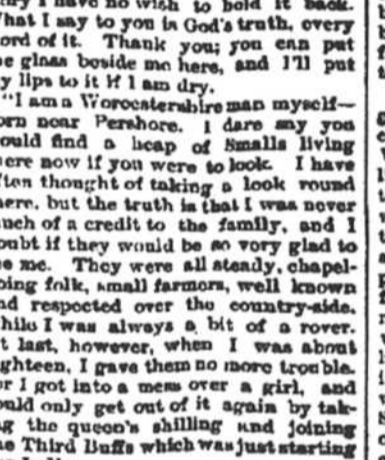 ry I have no wish to hold it back.
hat I say to you is God's truth, every
ord of it. Thank you; you can put
e glass beside me here, and I'll put
y lips to it if I am dry.
"I am a Worcestershire man myself—
orn near Pershore. I dare say you
ould find a heap of Smalls living
ere now if you were to look. I have
ften thought of taking a look round
here, but the truth is that I was never
uch of a credit to the family, and I
oubt if they would be so very glad to
ee me. They were all steady, chapel-
oing folk, small farmers, well known
nd respected over the country-side,
hile I was always a bit of a rover.
t last, however, when I was about
ighteen, I gave them no more trouble,
or I got into a mess over a girl, and
ould only get out of it again by tak-
ng the queen's shilling and joining
he Third Buffs which was just starting